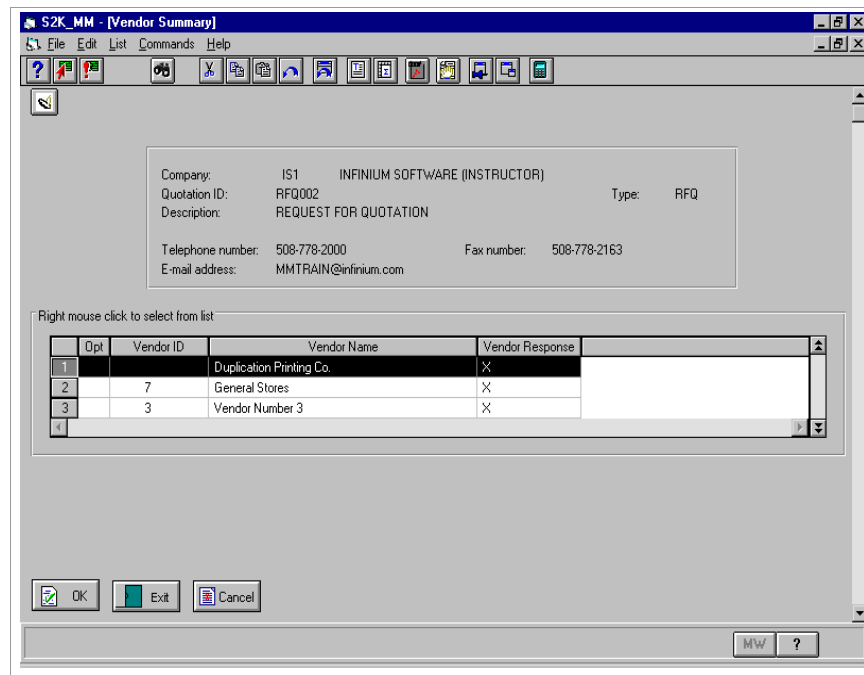 S2K_MM - [Vendor Summary]
File Edit List Commands Help
Company: IS1 INFINIUM SOFTWARE (INSTRUCTOR)
Quotation ID: RFQ002 Type: RFQ
Description: REQUEST FOR QUOTATION
Telephone number: 508-778-2000 Fax number: 508-778-2163
E-mail address: MMTRAIN@infinium.com
Right mouse click to select from list
Opt Vendor ID Vendor Name Vendor Response
1 Duplication Printing Co. X
2 7 General Stores X
3 3 Vendor Number 3 X
OK Exit Cancel
MW ?